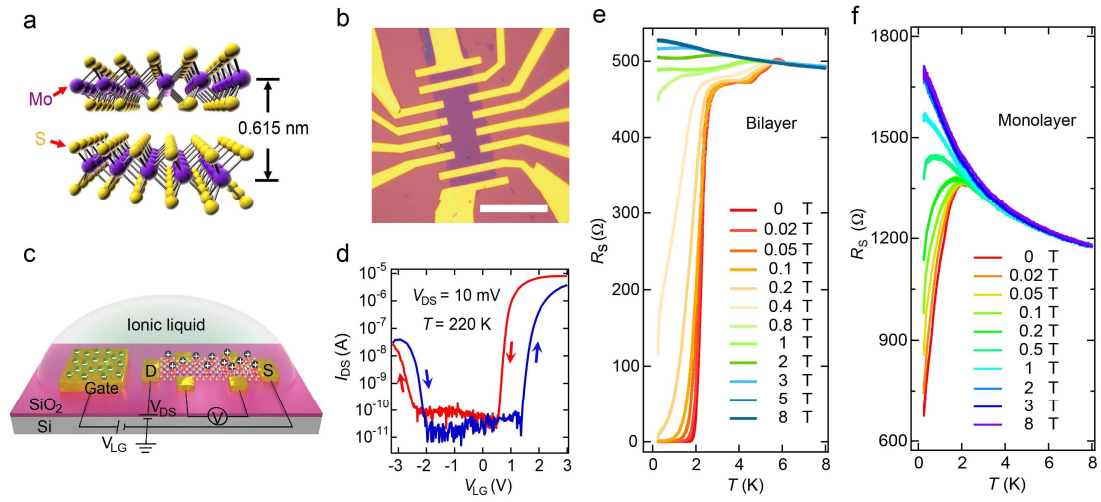 a
Mo
S
0.615 nm
b
c
Ionic liquid
Gate
D
S
SiO2
Si
VDS
V
VLG
d
10-5
10-6
10-7
10-8
10-9
10-10
10-11
IDS (A)
VDS = 10 mV
T = 220 K
-3 -2 -1 0 1 2 3
VLG (V)
e
500
400
300
200
100
0
RS (Ω)
Bilayer
0 T
0.02 T
0.05 T
0.1 T
0.2 T
0.4 T
0.8 T
1 T
2 T
3 T
5 T
8 T
0 2 4 6 8
T (K)
f
1800
1500
1200
900
600
RS (Ω)
Monolayer
0 T
0.02 T
0.05 T
0.1 T
0.2 T
0.5 T
1 T
2 T
3 T
8 T
0 2 4 6 8
T (K)